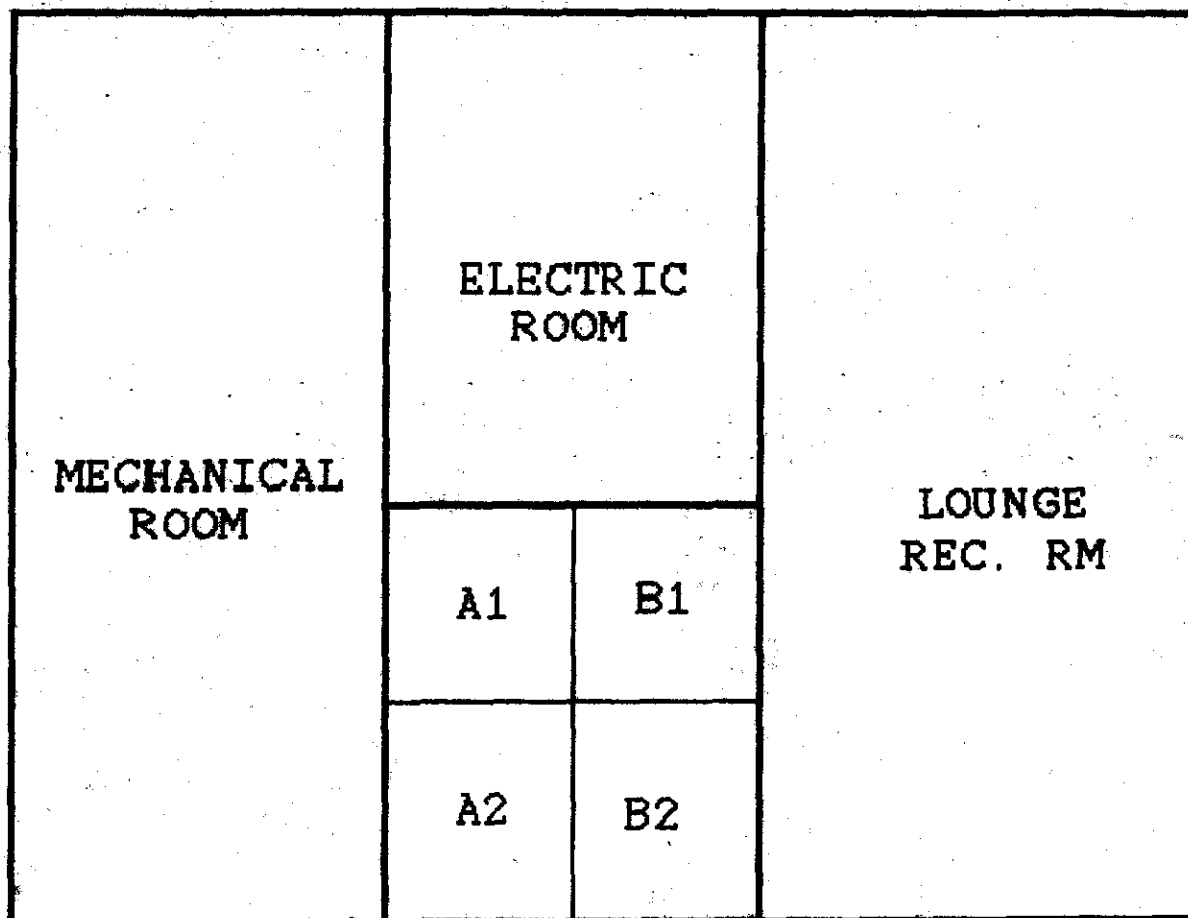 ELECTRIC
ROOM
MECHANICAL
ROOM
LOUNGE
REC. RM
A1
B1
A2
B2